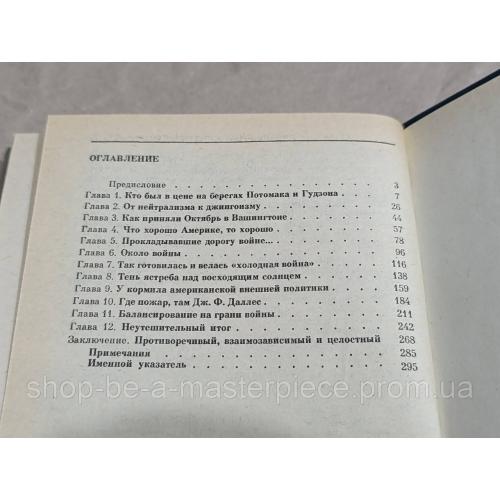 ОГЛАВЛЕНИЕ
Предисловие . . . . . . . . . . . . . . 3
Глава 1. Кто был в цене на берегах Потомака и Гудзона . 7
Глава 2. От нейтрализма к джингоизму . . . . . . 26
Глава 3. Как приняли Октябрь в Вашингтоне . . . . 44
Глава 4. Что хорошо Америке, то хорошо . . . . . 57
Глава 5. Прокладывавшие дорогу войне... . . . . . 78
Глава 6. Около войны . . . . . . . . . . . 96
Глава 7. Так готовилась и велась «холодная война» . . . 116
Глава 8. Тень ястреба над восходящим солнцем . . . . 138
Глава 9. У кормила американской внешней политики . . . 159
Глава 10. Где пожар, там Дж. Ф. Даллес . . . . . 184
Глава 11. Балансирование на грани войны . . . . . 211
Глава 12. Неутешительный итог . . . . . . . . 242
Заключение. Противоречивый, взаимозависимый и целостный 268
Примечания . . . . . . . . . . . . . . 285
Именной указатель . . . . . . . . . . . . 295
shop-be-a-masterpiece.prom.ua